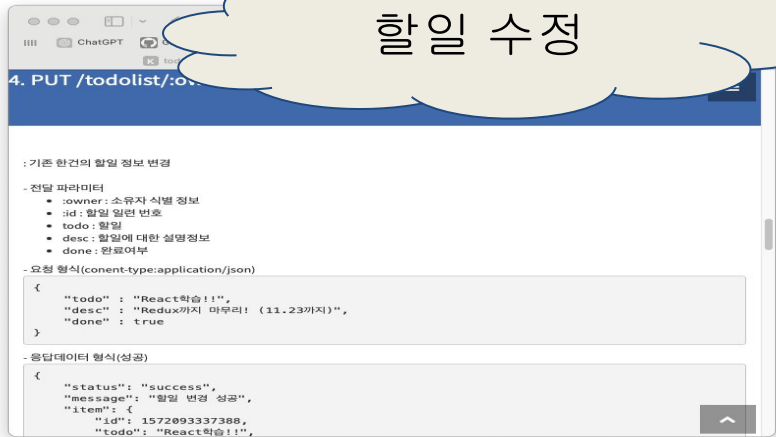 할일 수정
ChatGPT
4. PUT /todolist/:ow
: 기존 한건의 할일 정보 변경
- 전달 파라미터
• :owner : 소유자 식별 정보
• :id : 할일 일련 번호
• todo : 할일
• desc : 할일에 대한 설명정보
• done : 완료여부
- 요청 형식(conent-type:application/json)
{
"todo" : "React학습!!",
"desc" : "Redux까지 마무리! (11.23까지)",
"done" : true
}
- 응답데이터 형식(성공)
{
"status": "success",
"message": "할일 변경 성공",
"item": {
"id": 1572093337388,
"todo": "React학습!!",